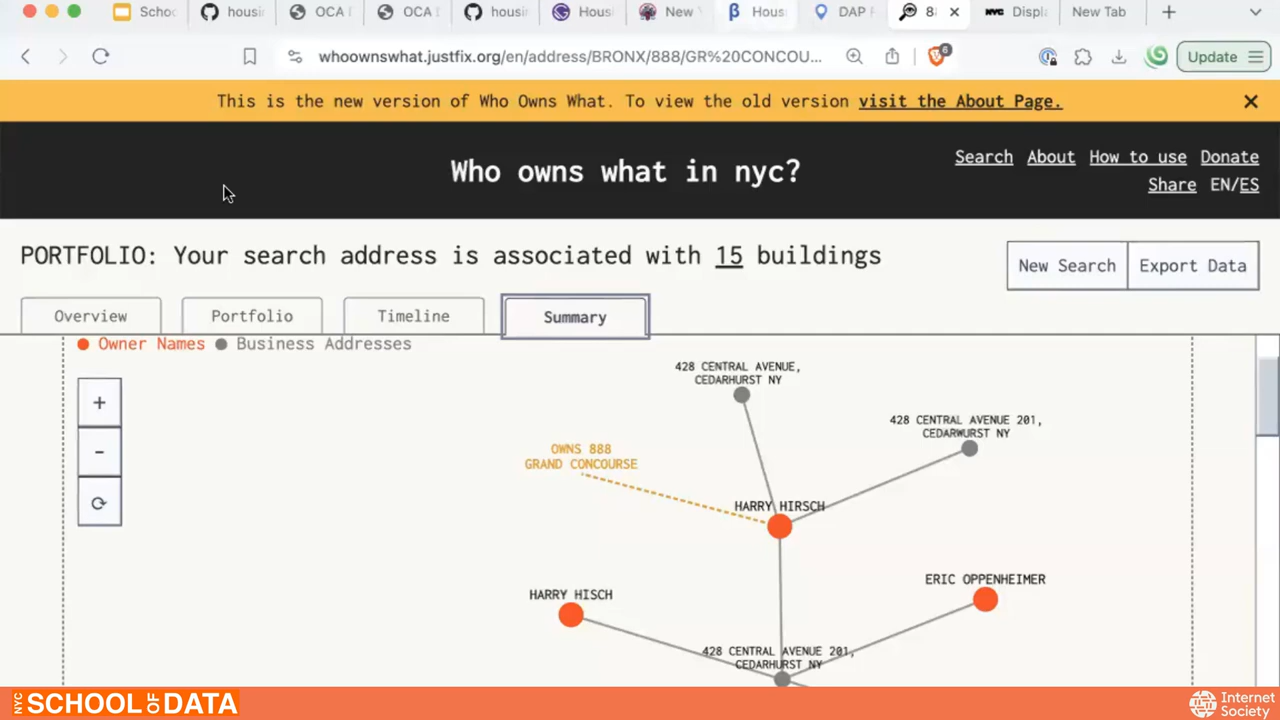 Scho
housi
OCA
OCA
housi
Housi
New
β Hous
DAP F
8
NYC Displ
New Tab
whoownswhat.justfix.org/en/address/BRONX/888/GR%20CONCOU...
6
Update
This is the new version of Who Owns What. To view the old version visit the About Page.
Who owns what in nyc?
Search About How to use Donate
Share EN/ES
PORTFOLIO: Your search address is associated with 15 buildings
New Search
Export Data
Overview
Portfolio
Timeline
Summary
Owner Names
Business Addresses
+
-
428 CENTRAL AVENUE,
CEDARHURST NY
428 CENTRAL AVENUE 201,
CEDARWURST NY
OWNS 888
GRAND CONCOURSE
HARRY HIRSCH
HARRY HISCH
ERIC OPPENHEIMER
428 CENTRAL AVENUE 201,
CEDARHURST NY
NYC SCHOOL OF DATA
Internet
Society